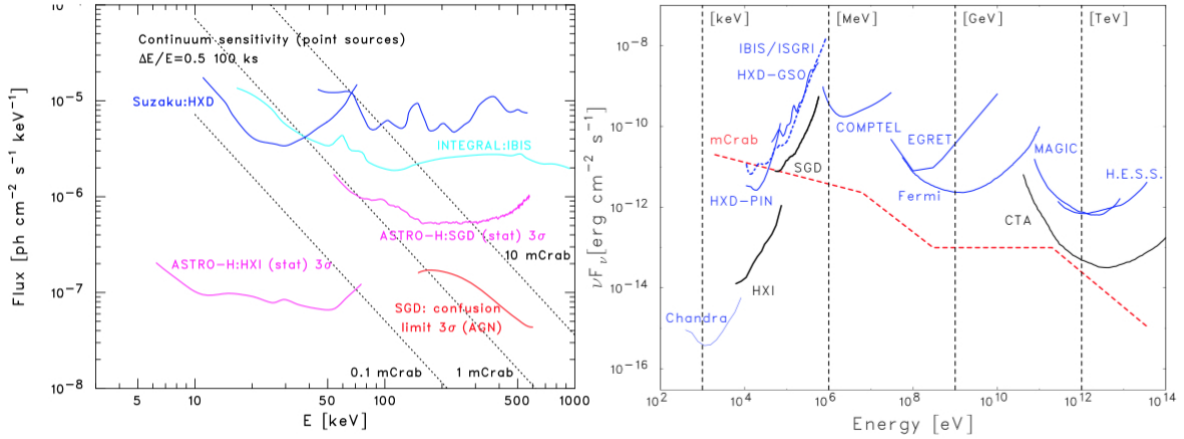 Continuum sensitivity (point sources)
ΔE/E=0.5 100 ks
Suzaku:HXD
INTEGRAL:IBIS
ASTRO-H:SGD (stat) 3σ
ASTRO-H:HXI (stat) 3σ
10 mCrab
SGD: confusion
limit 3σ (AGN)
0.1 mCrab
1 mCrab
Flux [ph cm⁻² s⁻¹ keV⁻¹]
10⁻⁵
10⁻⁶
10⁻⁷
10⁻⁸
5
10
50
100
500
1000
E [keV]
[keV]
[MeV]
[GeV]
[TeV]
IBIS/ISGRI
HXD-GSO
COMPTEL
mCrab
EGRET
MAGIC
SGD
H.E.S.S.
HXD-PIN
Fermi
CTA
HXI
Chandra
νFν[erg cm⁻² s⁻¹]
10⁻⁸
10⁻¹⁰
10⁻¹²
10⁻¹⁴
10⁻¹⁶
10²
10⁴
10⁶
10⁸
10¹⁰
10¹²
10¹⁴
Energy [eV]